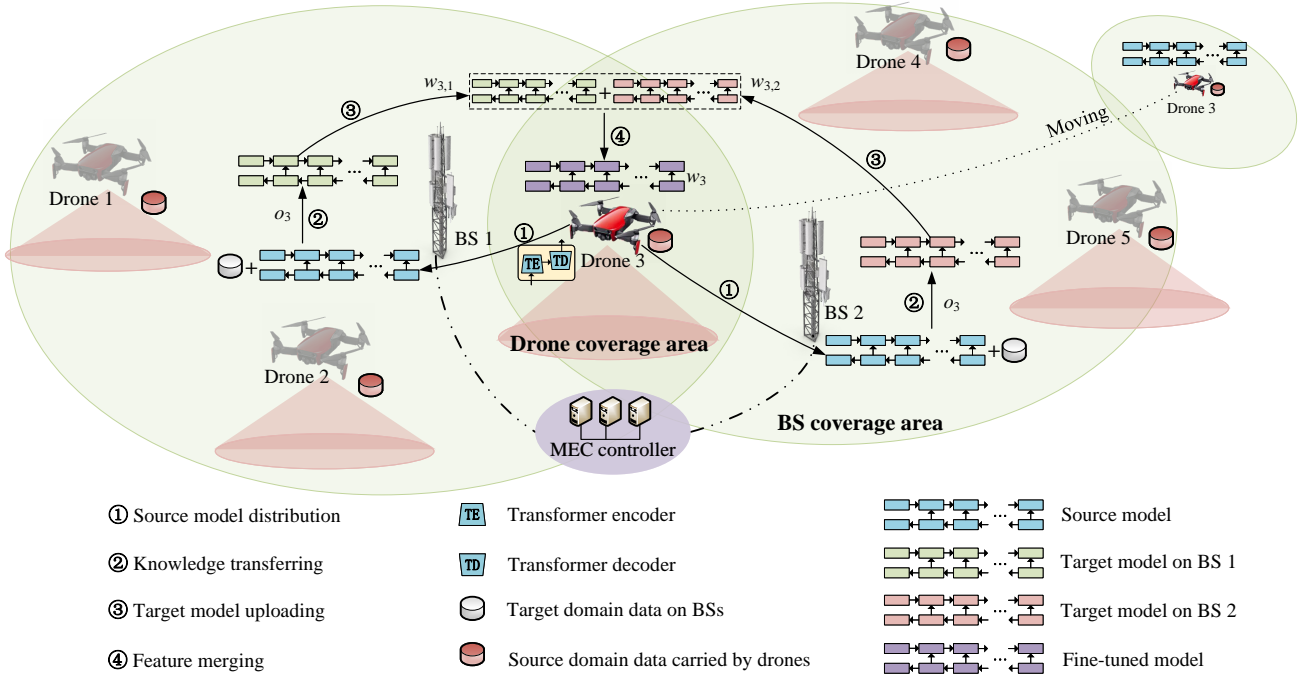 Drone 4
Drone 3
w3,1
+
w3,2
③
Moving
④
③
Drone 1
w3
o3
②
BS 1
①
Drone 3
Drone 5
+
TE
TD
①
BS 2
②
o3
+
Drone coverage area
Drone 2
BS coverage area
MEC controller
① Source model distribution
TE Transformer encoder
Source model
② Knowledge transferring
TD Transformer decoder
Target model on BS 1
③ Target model uploading
Target domain data on BSs
Target model on BS 2
④ Feature merging
Source domain data carried by drones
Fine-tuned model